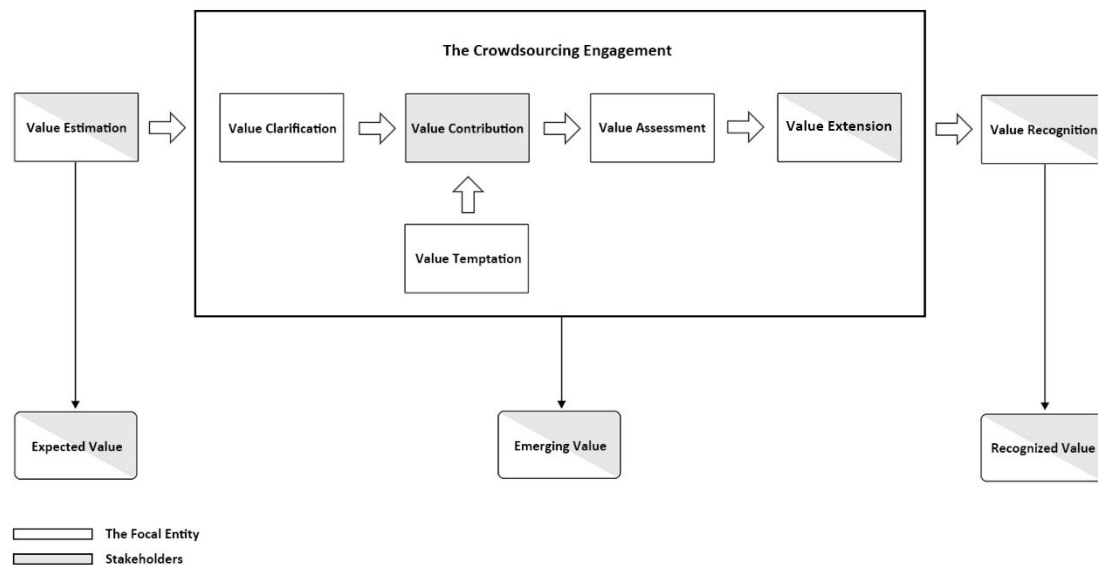 The Crowdsourcing Engagement
Value Estimation
Value Clarification
Value Contribution
Value Assessment
Value Extension
Value Recognition
Value Temptation
Expected Value
Emerging Value
Recognized Value
The Focal Entity
Stakeholders